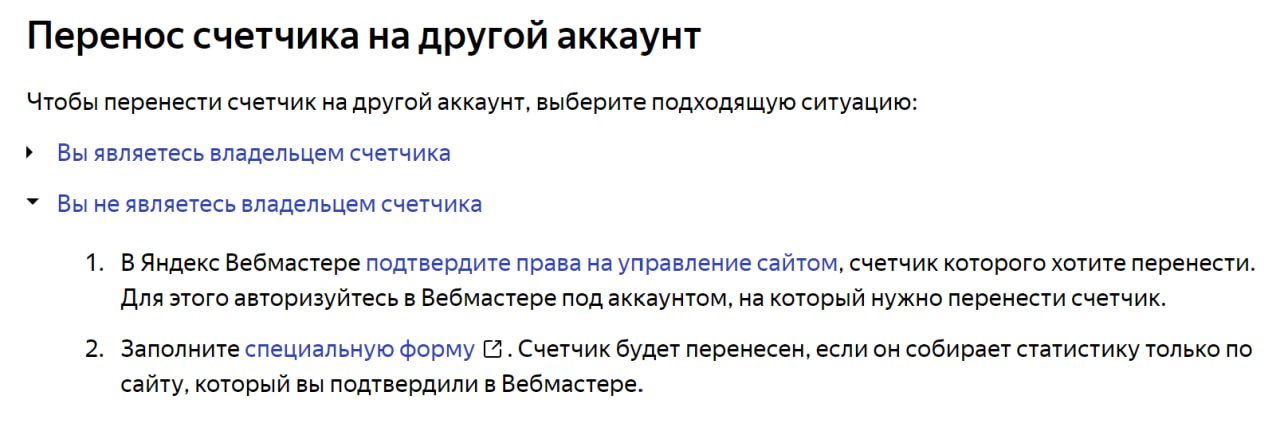 Перенос счетчика на другой аккаунт
Чтобы перенести счетчик на другой аккаунт, выберите подходящую ситуацию:
Вы являетесь владельцем счетчика
Вы не являетесь владельцем счетчика
1. В Яндекс Вебмастере подтвердите права на управление сайтом, счетчик которого хотите перенести.
Для этого авторизуйтесь в Вебмастере под аккаунтом, на который нужно перенести счетчик.
2. Заполните специальную форму . Счетчик будет перенесен, если он собирает статистику только по
сайту, который вы подтвердили в Вебмастере.